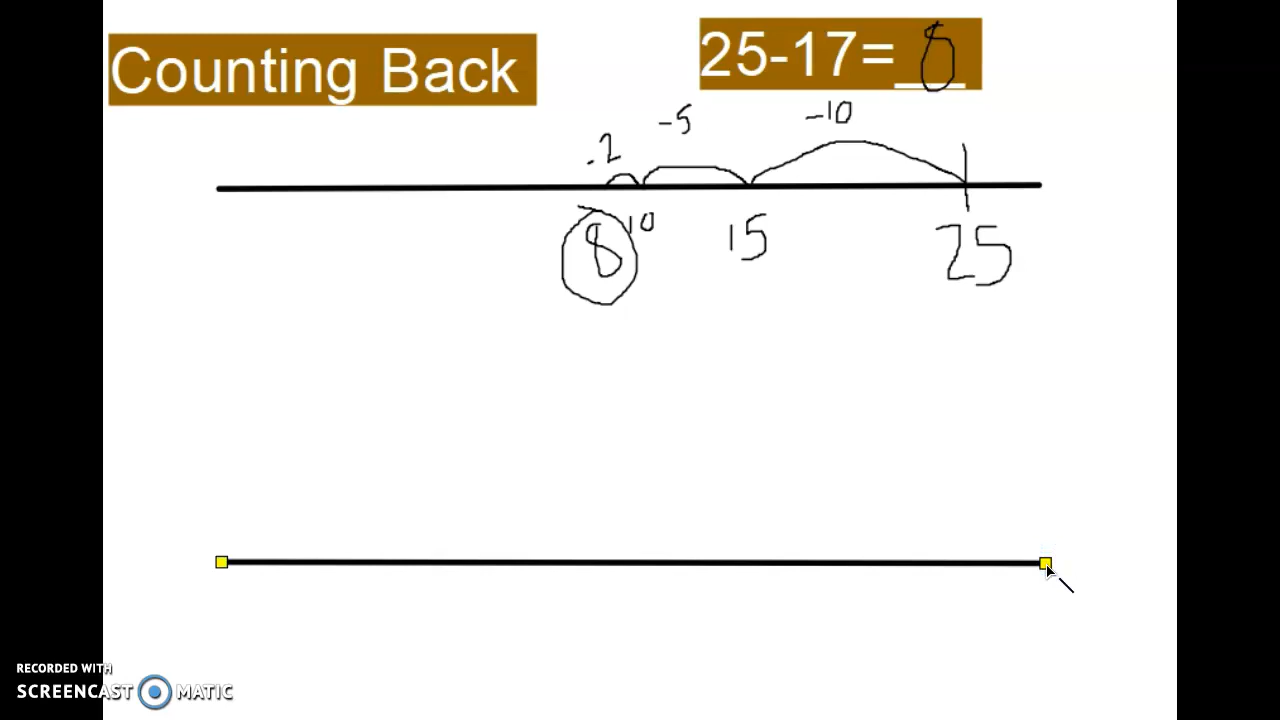 Counting Back
25-17=8
-2 -5 -10
8 10 15 25
RECORDED WITH
SCREENCAST MATIC